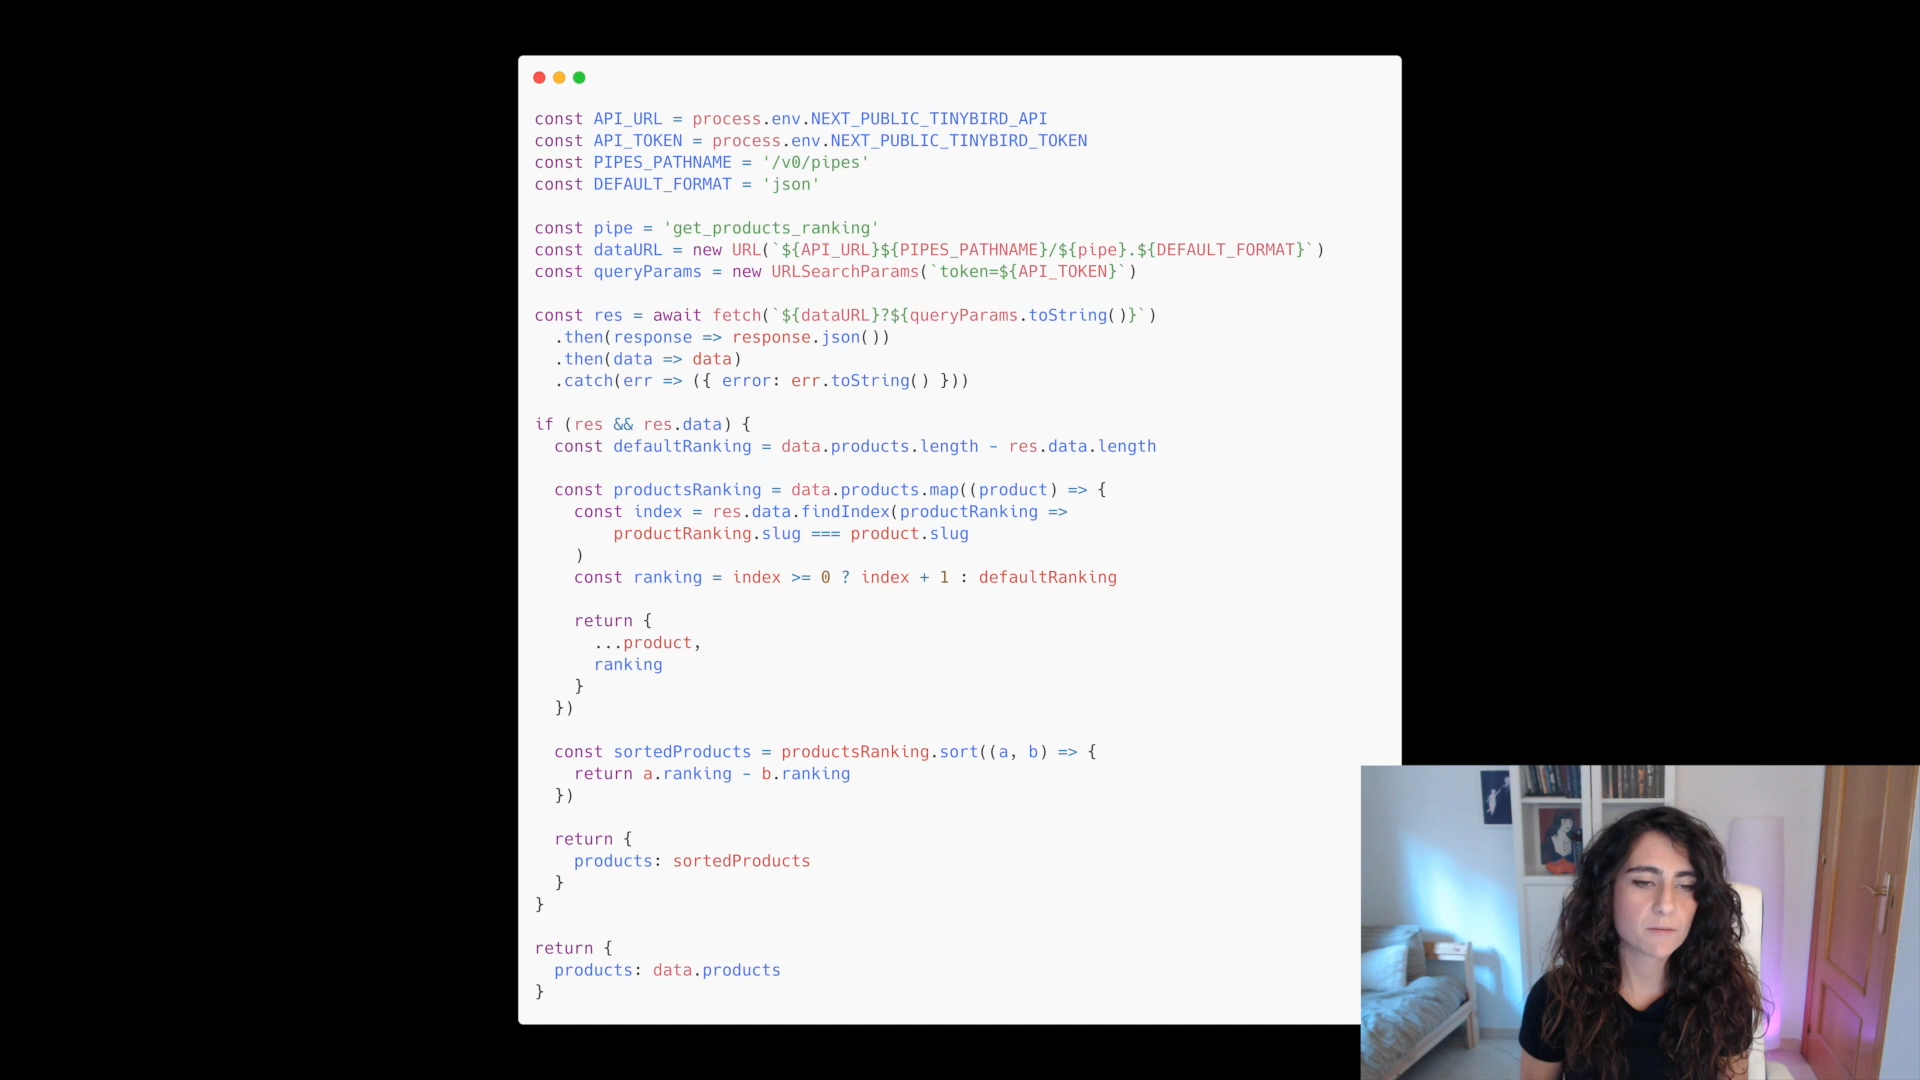 const API_URL = process.env.NEXT_PUBLIC_TINYBIRD_API
const API_TOKEN = process.env.NEXT_PUBLIC_TINYBIRD_TOKEN
const PIPES_PATHNAME = '/v0/pipes'
const DEFAULT_FORMAT = 'json'
const pipe = 'get_products_ranking'
const dataURL = new URL(`${API_URL}${PIPES_PATHNAME}/${pipe}.${DEFAULT_FORMAT}`)
const queryParams = new URLSearchParams(`token=${API_TOKEN}`)
const res = await fetch(`${dataURL}?${queryParams.toString()}`)
  .then(response => response.json())
  .then(data => data)
  .catch(err => ({ error: err.toString() }))
if (res && res.data) {
  const defaultRanking = data.products.length - res.data.length
  const productsRanking = data.products.map((product) => {
    const index = res.data.findIndex(productRanking =>
        productRanking.slug === product.slug
    )
    const ranking = index >= 0 ? index + 1 : defaultRanking
    return {
      ...product,
      ranking
    }
  })
  const sortedProducts = productsRanking.sort((a, b) => {
    return a.ranking - b.ranking
  })
  return {
    products: sortedProducts
  }
}
return {
  products: data.products
}